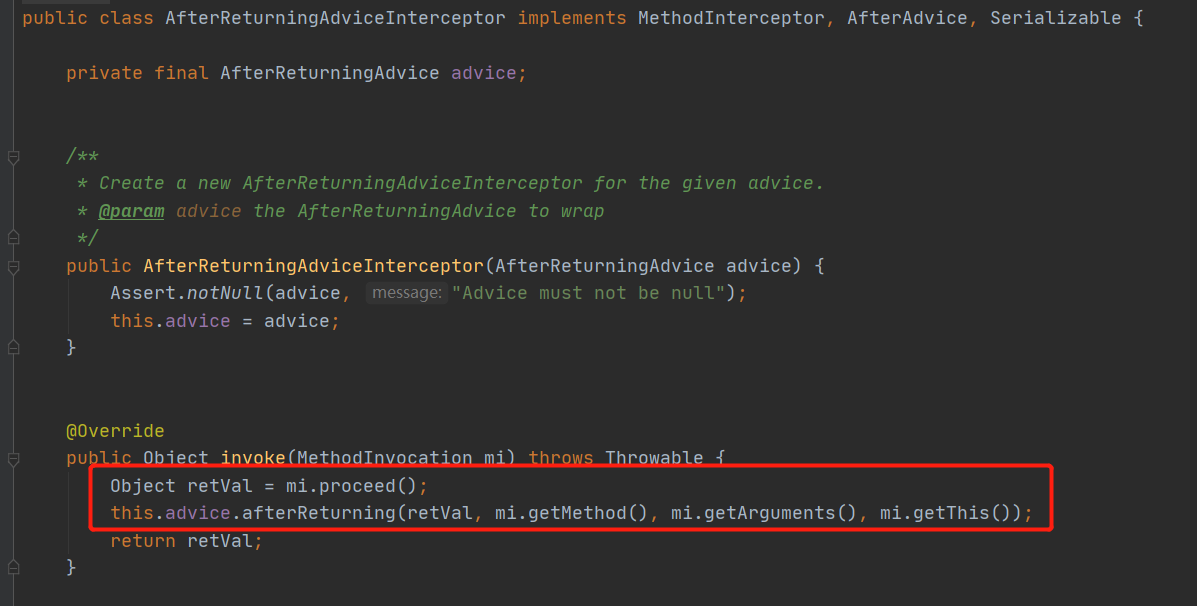 public class AfterReturningAdviceInterceptor implements MethodInterceptor, AfterAdvice, Serializable {
private final AfterReturningAdvice advice;
/**
* Create a new AfterReturningAdviceInterceptor for the given advice.
* @param advice the AfterReturningAdvice to wrap
*/
public AfterReturningAdviceInterceptor(AfterReturningAdvice advice) {
Assert.notNull(advice, message: "Advice must not be null");
this.advice = advice;
}
@Override
public Object invoke(MethodInvocation mi) throws Throwable {
Object retVal = mi.proceed();
this.advice.afterReturning(retVal, mi.getMethod(), mi.getArguments(), mi.getThis());
return retVal;
}